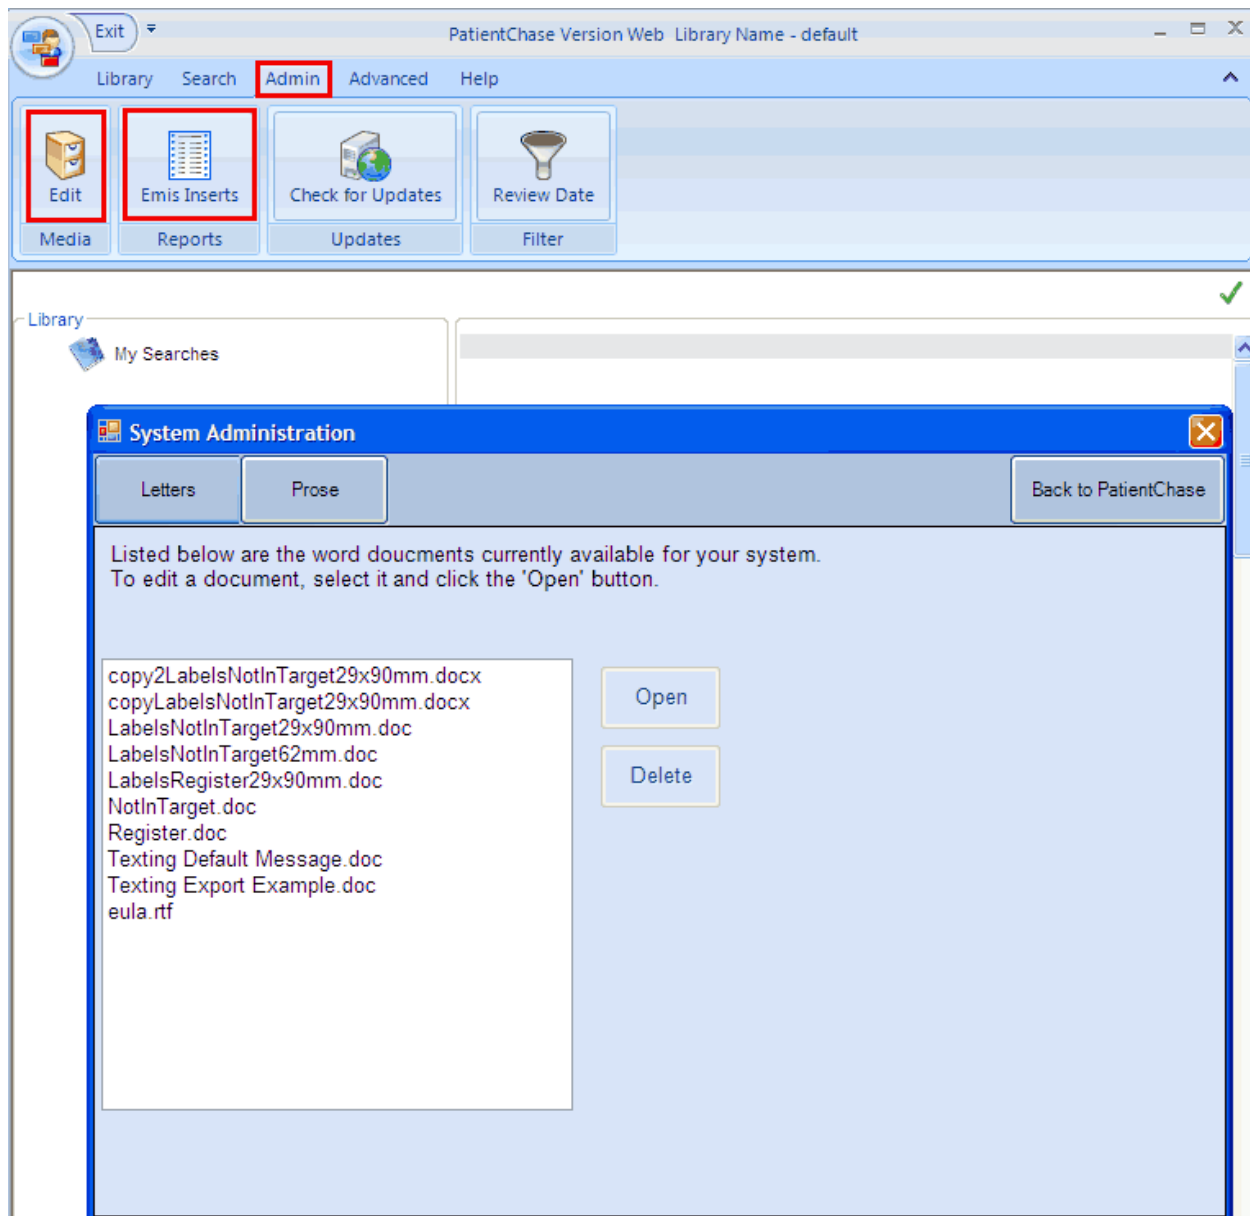 Exit
PatientChase Version Web  Library Name - default
Library Search Admin Advanced Help
Edit Emis Inserts Check for Updates Review Date
Media Reports Updates Filter
Library
My Searches
System Administration
Letters Prose Back to PatientChase
Listed below are the word doucments currently available for your system.
To edit a document, select it and click the 'Open' button.
copy2LabelsNotInTarget29x90mm.docx
copyLabelsNotInTarget29x90mm.docx
LabelsNotInTarget29x90mm.doc
LabelsNotInTarget62mm.doc
LabelsRegister29x90mm.doc
NotInTarget.doc
Register.doc
Texting Default Message.doc
Texting Export Example.doc
eula.rtf
Open
Delete